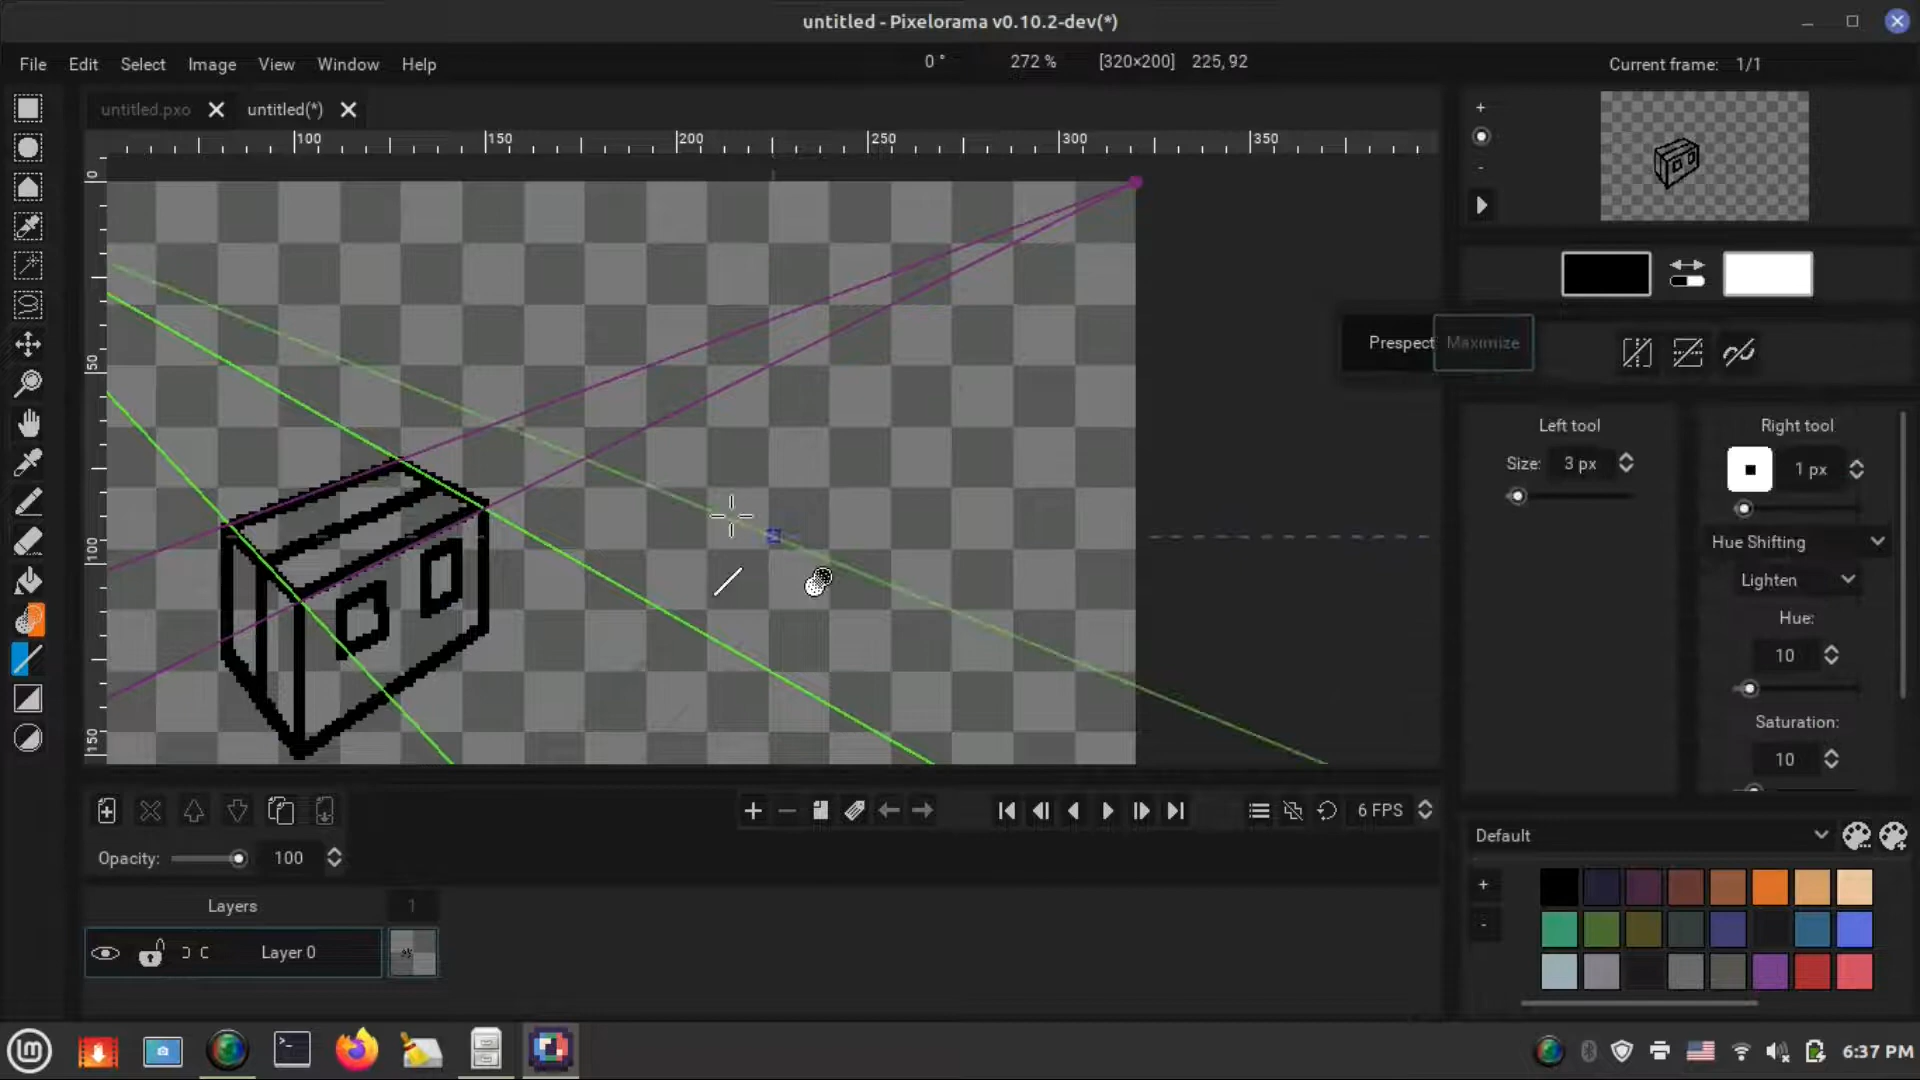 untitled - Pixelorama v0.10.2-dev(*)
File Edit Select Image View Window Help
0 ° 272 % [320×200] 225, 92
Current frame: 1/1
untitled.pxo untitled(*)
100 150 200 250 300 350
0
50
100
150
Prespect Maximize
Left tool
Size: 3 px
Right tool
1 px
Hue Shifting
Lighten
Hue:
10
Saturation:
10
6 FPS
Opacity: 100
Layers 1
Layer 0
Default
6:37 PM